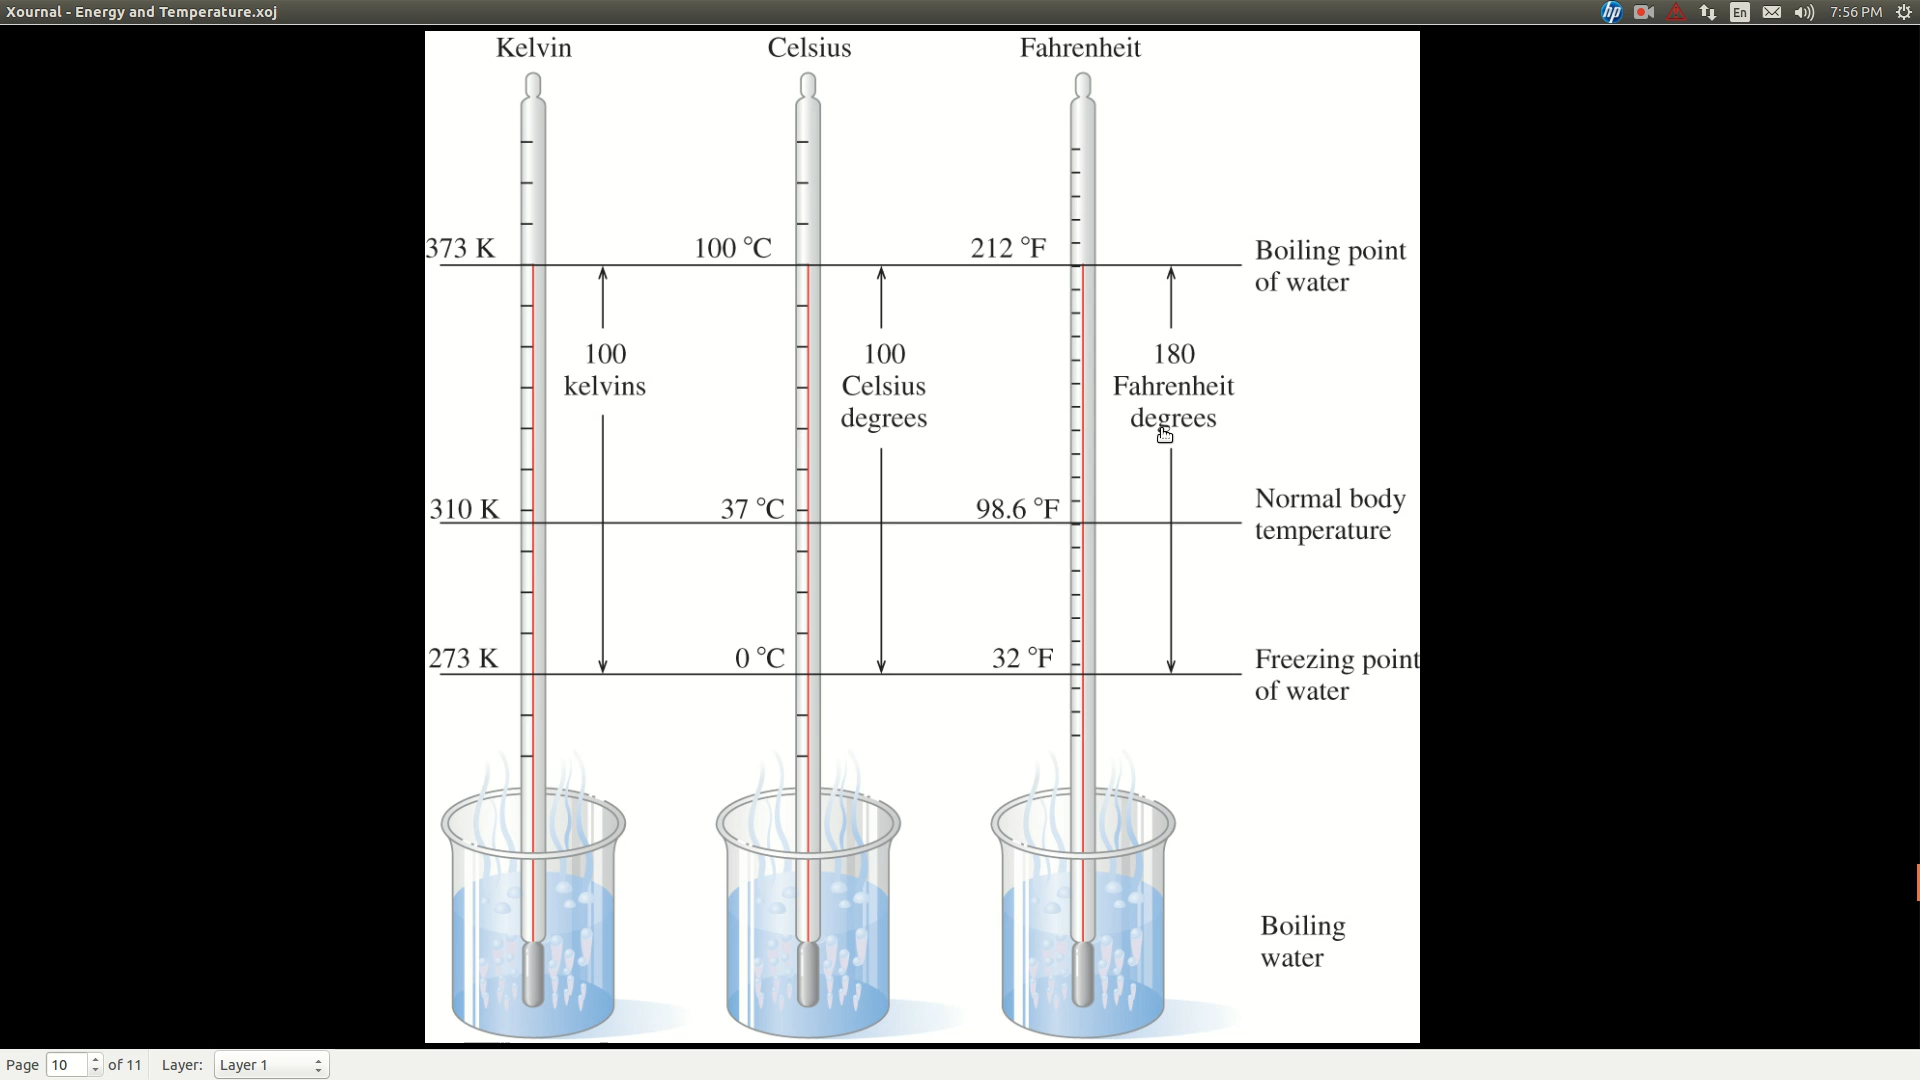 Xournal - Energy and Temperature.xoj
hp
En
7:56 PM
Kelvin
Celsius
Fahrenheit
373 K
100 °C
212 °F
Boiling point
of water
100
kelvins
100
Celsius
degrees
180
Fahrenheit
degrees
310 K
37 °C
98.6 °F
Normal body
temperature
273 K
0 °C
32 °F
Freezing point
of water
Boiling
water
Page 10 of 11 Layer: Layer 1